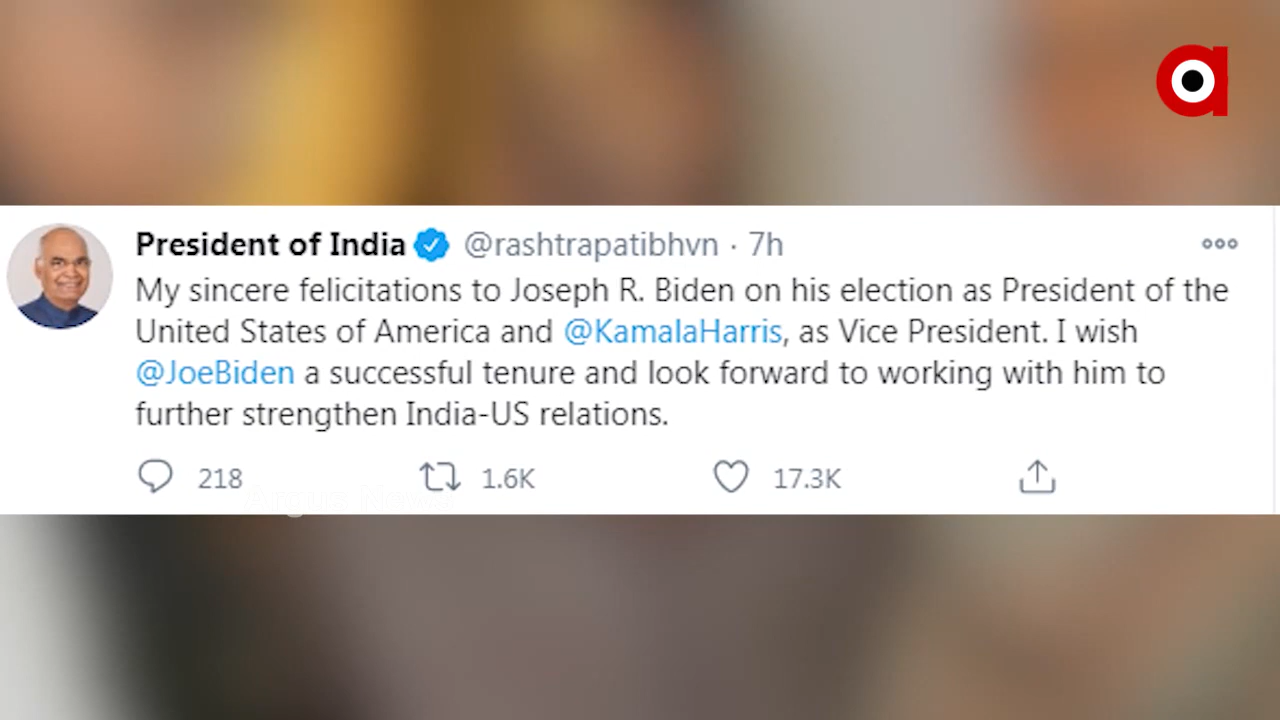 President of India @rashtrapatibhvn · 7h
My sincere felicitations to Joseph R. Biden on his election as President of the
United States of America and @KamalaHarris, as Vice President. I wish
@JoeBiden a successful tenure and look forward to working with him to
further strengthen India-US relations.
218 1.6K 17.3K
Argus News